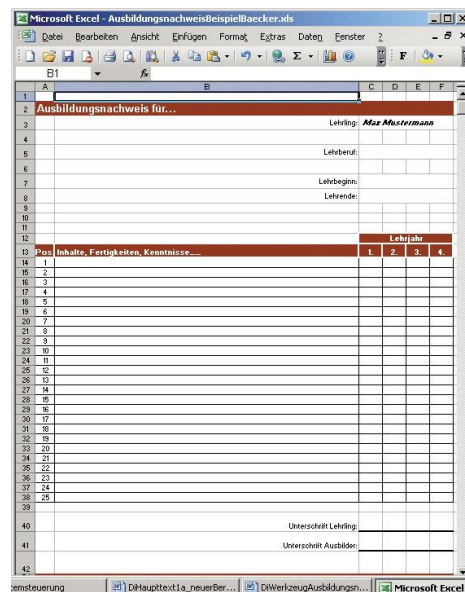 Microsoft Excel - AusbildungsnachweisBeispielBaecker.xls
Datei Bearbeiten Ansicht Einfügen Format Extras Daten Fenster ?
Σ F
B1 fx
A B C D E F
1
2 Ausbildungsnachweis für...
3 Lehrling: Max Mustermann
4
5 Lehrberuf:
6
7 Lehrbeginn:
8 Lehrende:
9
10
11
12 Lehrjahr
13 Pos Inhalte, Fertigkeiten, Kenntnisse..... 1. 2. 3. 4.
14 1
15 2
16 3
17 4
18 5
19 6
20 7
21 8
22 9
23 10
24 11
25 12
26 13
27 14
28 15
29 16
30 17
31 18
32 19
33 20
34 21
35 22
36 23
37 24
38 25
39
40 Unterschrift Lehrling:
41 Unterschrift Ausbilder:
42
emsteuerung DiHaupttext1a_neuerBer... DiWerkzeugAusbildungsn... Microsoft Excel